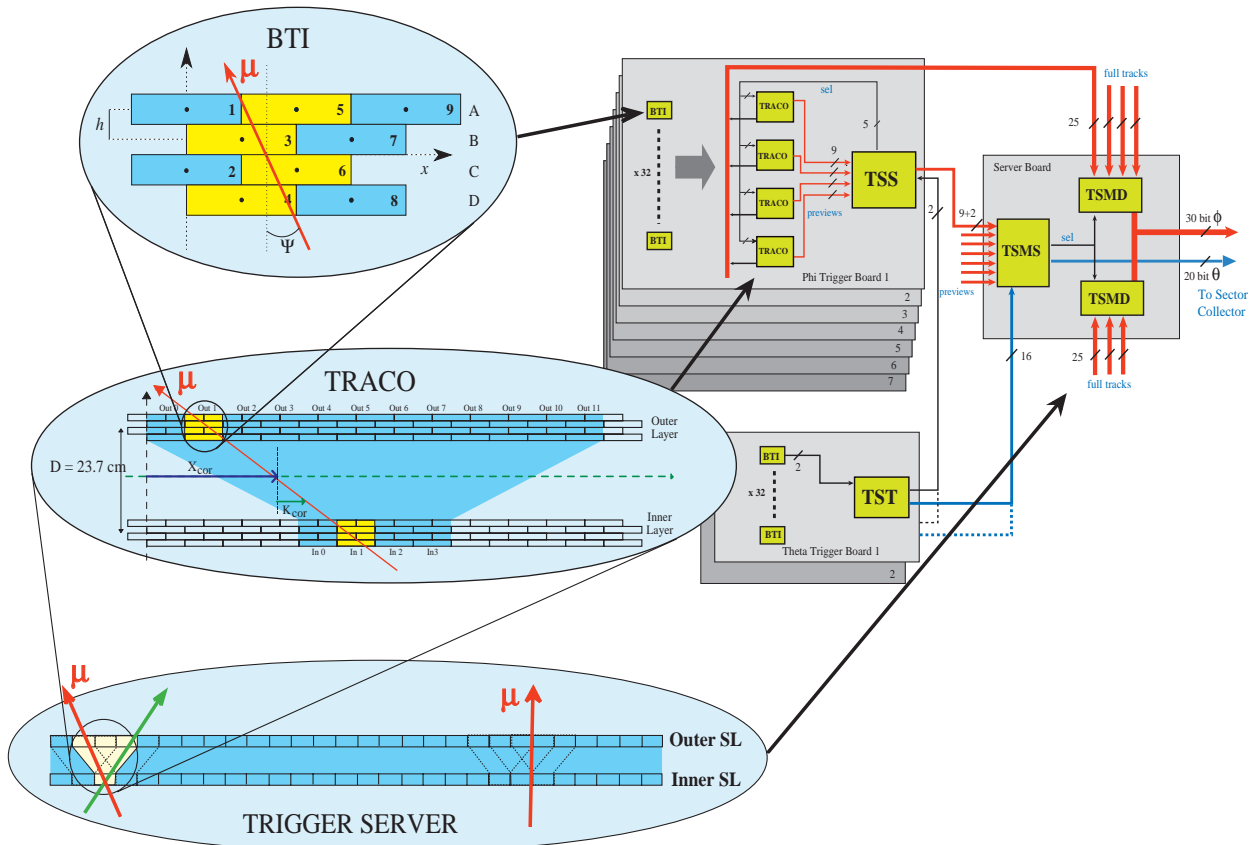 BTI
μ
1 5 9 A
h
3 7 B
x
2 6 C
4 8 D
Ψ
TRACO
μ
Out 0 Out 1 Out 2 Out 3 Out 4 Out 5 Out 6 Out 7 Out 8 Out 9 Out 10 Out 11
Outer
Layer
D = 23.7 cm
Xcor
Kcor
Inner
Layer
In 0 In 1 In 2 In3
μ
μ
Outer SL
Inner SL
TRIGGER SERVER
BTI
x 32
BTI
sel
TRACO
TRACO
TRACO
TRACO
5
9
TSS
previews
2
Phi Trigger Board 1
2
3
4
5
6
7
full tracks
25
Server Board
TSMD
9+2
sel
TSMS
previews
TSMD
30 bit ϕ
20 bit θ
To Sector
Collector
16
25
full tracks
BTI
2
x 32
TST
BTI
Theta Trigger Board 1
2